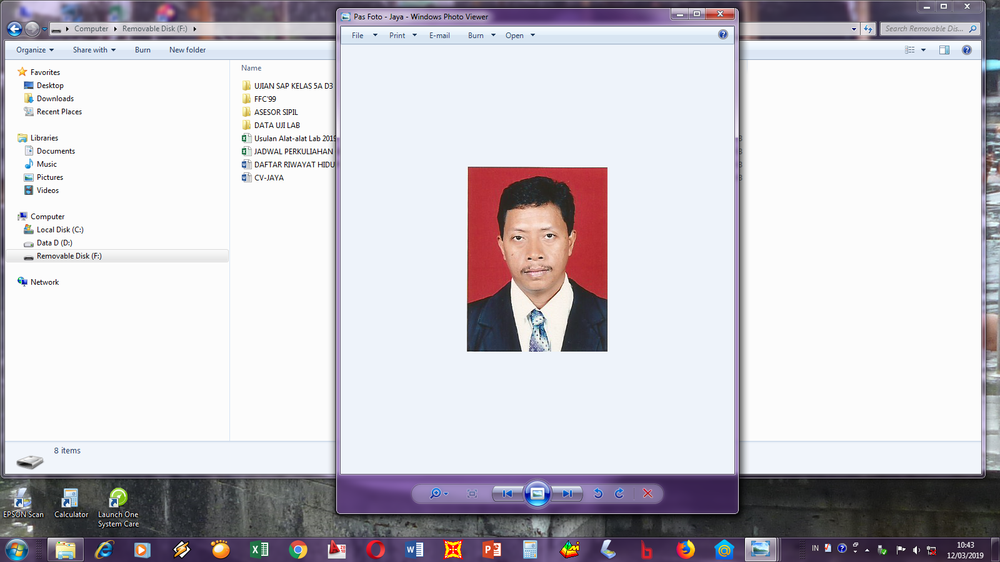 Pas Foto - Jaya - Windows Photo Viewer
File Print E-mail Burn Open
Computer Removable Disk (F:)
Search Removable Dis...
Organize Share with Burn New folder
Favorites
Desktop
Downloads
Recent Places
Libraries
Documents
Music
Pictures
Videos
Computer
Local Disk (C:)
Data D (D:)
Removable Disk (F:)
Network
Name
UJIAN SAP KELAS 5A D3
FFC'99
ASESOR SIPIL
DATA UJI LAB
Usulan Alat-alat Lab 2019
JADWAL PERKULIAHAN
DAFTAR RIWAYAT HIDU
CV-JAYA
8 items
EPSON Scan
Calculator
Launch One
System Care
IN
10:43
12/03/2019